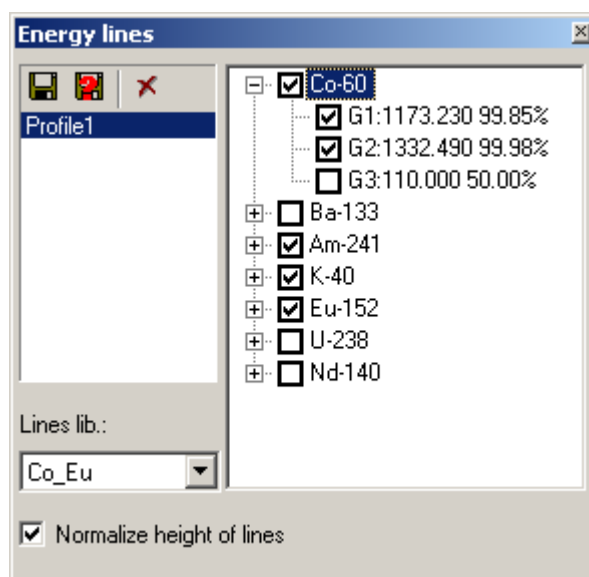 Energy lines
Profile1
Co-60
G1:1173.230 99.85%
G2:1332.490 99.98%
G3:110.000 50.00%
Ba-133
Am-241
K-40
Eu-152
U-238
Nd-140
Lines lib.:
Co_Eu
Normalize height of lines